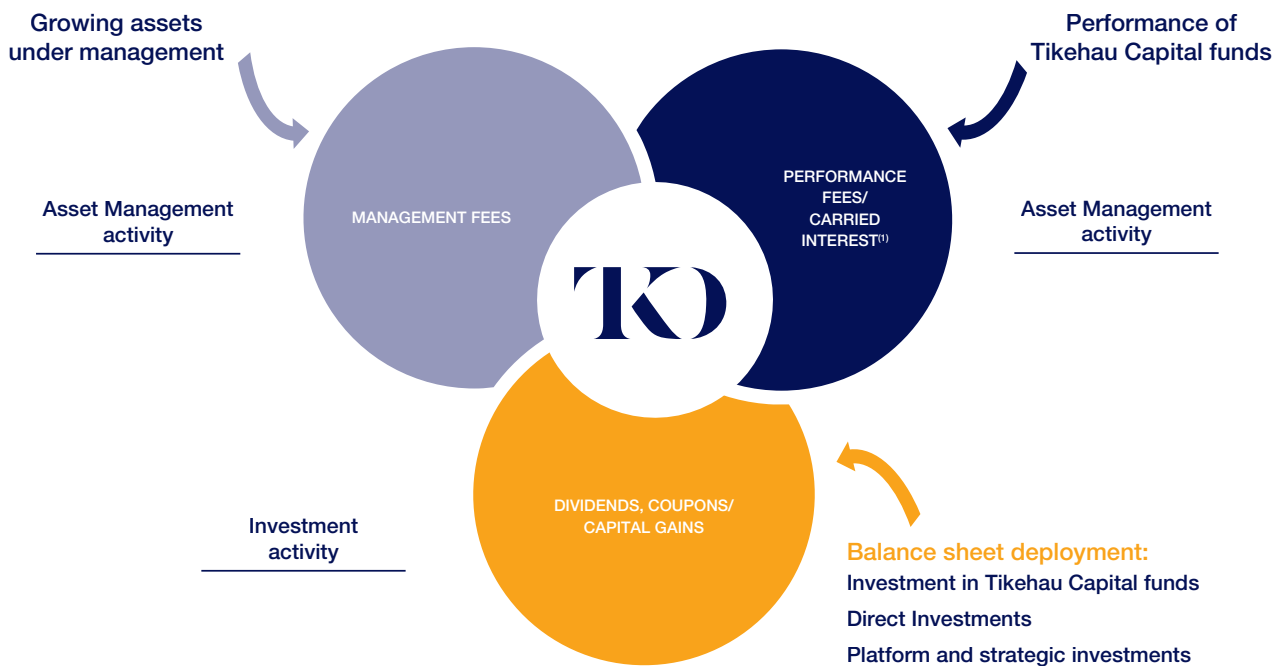 Growing assets
under management
Performance of
Tikehau Capital funds
Asset Management
activity
MANAGEMENT FEES
PERFORMANCE
FEES/
CARRIED
INTEREST(1)
Asset Management
activity
TKO
DIVIDENDS, COUPONS/
CAPITAL GAINS
Investment
activity
Balance sheet deployment:
Investment in Tikehau Capital funds
Direct Investments
Platform and strategic investments